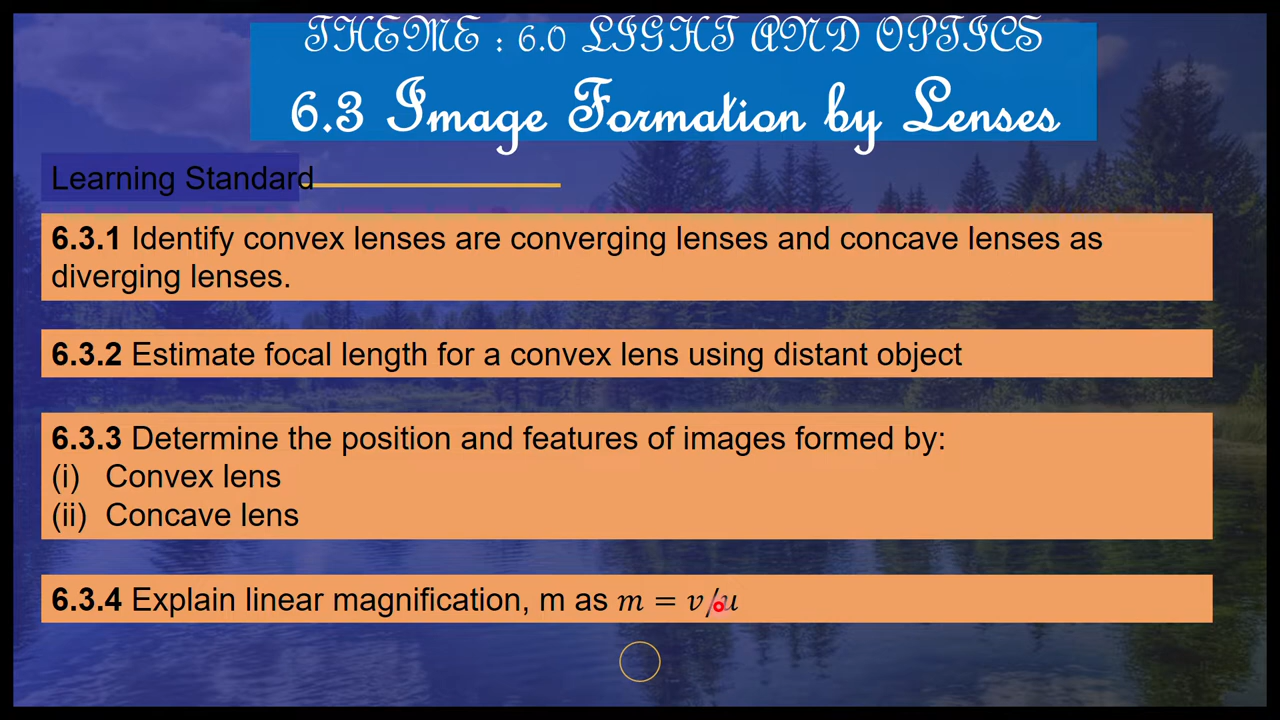 THEME : 6.0 LIGHT AND OPTICS
6.3 Image Formation by Lenses
Learning Standard
6.3.1 Identify convex lenses are converging lenses and concave lenses as
diverging lenses.
6.3.2 Estimate focal length for a convex lens using distant object
6.3.3 Determine the position and features of images formed by:
(i) Convex lens
(ii) Concave lens
6.3.4 Explain linear magnification, m as m = v/u